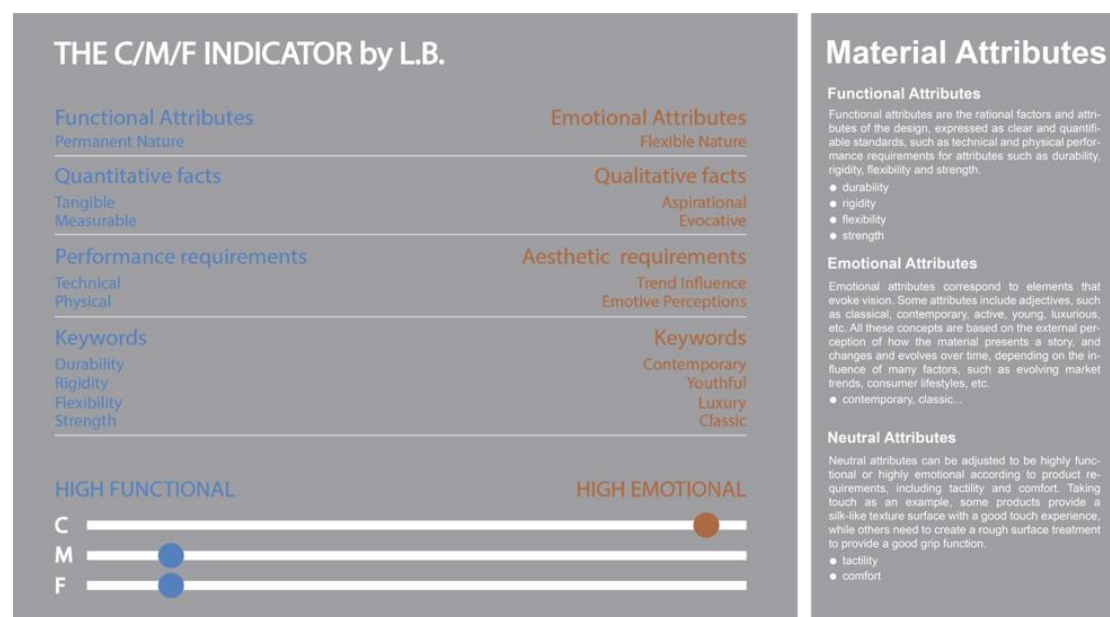 THE C/M/F INDICATOR by L.B.
Functional Attributes
Permanent Nature
Emotional Attributes
Flexible Nature
Quantitative facts
Tangible
Measurable
Qualitative facts
Aspirational
Evocative
Performance requirements
Technical
Physical
Aesthetic requirements
Trend Influence
Emotive Perceptions
Keywords
Durability
Rigidity
Flexibility
Strength
Keywords
Contemporary
Youthful
Luxury
Classic
HIGH FUNCTIONAL
HIGH EMOTIONAL
C
M
F
Material Attributes
Functional Attributes
Functional attributes are the rational factors and attri-
butes of the design, expressed as clear and quantifi-
able standards, such as technical and physical perfor-
mance requirements for attributes such as durability,
rigidity, flexibility and strength.
● durability
● rigidity
● flexibility
● strength
Emotional Attributes
Emotional attributes correspond to elements that
evoke vision. Some attributes include adjectives, such
as classical, contemporary, active, young, luxurious,
etc. All these concepts are based on the external per-
ception of how the material presents a story, and
changes and evolves over time, depending on the in-
fluence of many factors, such as evolving market
trends, consumer lifestyles, etc.
● contemporary, classic...
Neutral Attributes
Neutral attributes can be adjusted to be highly func-
tional or highly emotional according to product re-
quirements, including tactility and comfort. Taking
touch as an example, some products provide a
silk-like texture surface with a good touch experience,
while others need to create a rough surface treatment
to provide a good grip function.
● tactility
● comfort